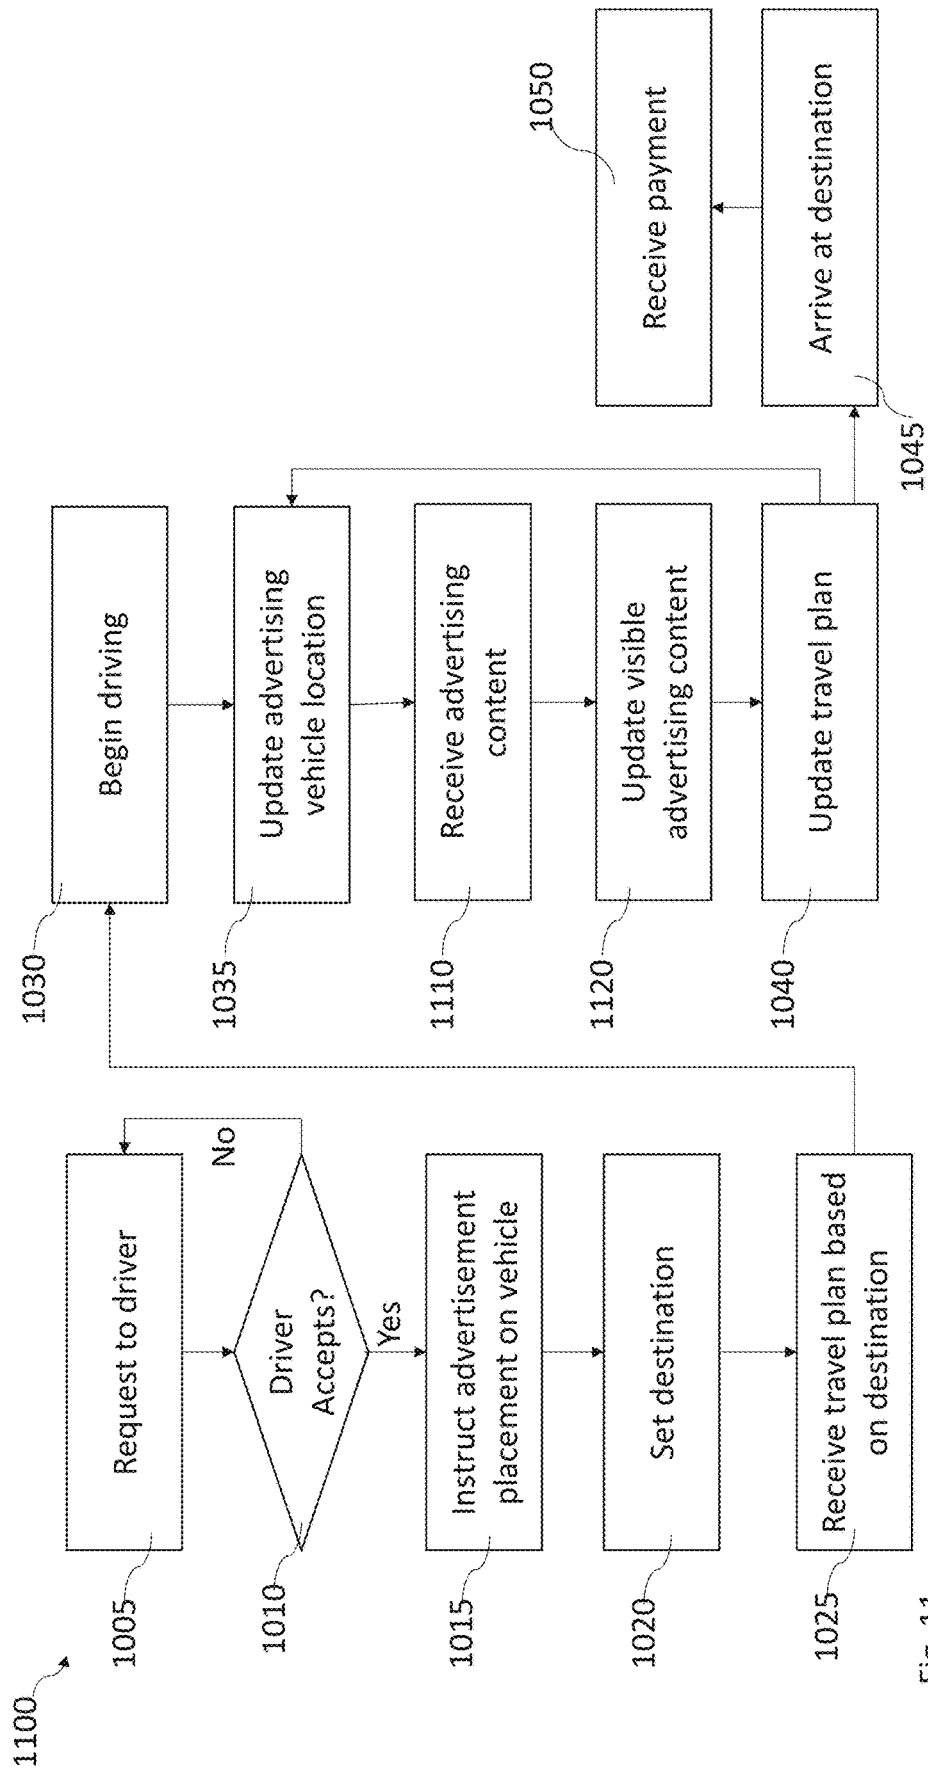 1100
1005
Request to driver
No
1010
Driver
Accepts?
Yes
1015
Instruct advertisement
placement on vehicle
1020
Set destination
1025
Receive travel plan based
on destination
1030
Begin driving
1035
Update advertising
vehicle location
1110
Receive advertising
content
1120
Update visible
advertising content
1040
Update travel plan
1045
Arrive at destination
1050
Receive payment
Fig. 11